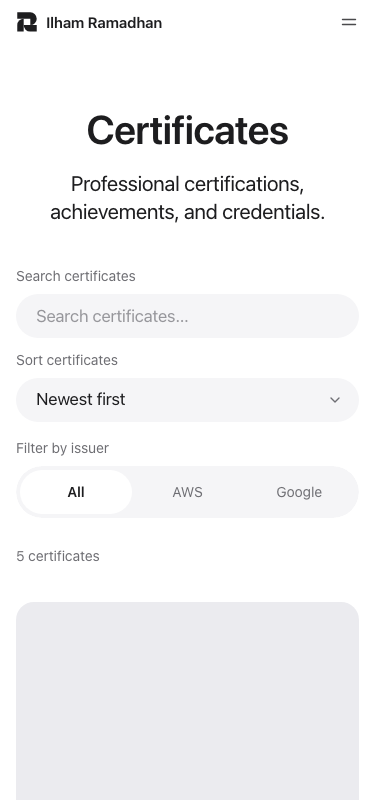 Ilham Ramadhan
Certificates
Professional certifications,
achievements, and credentials.
Search certificates
Search certificates...
Sort certificates
Newest first
Filter by issuer
All
AWS
Google
5 certificates